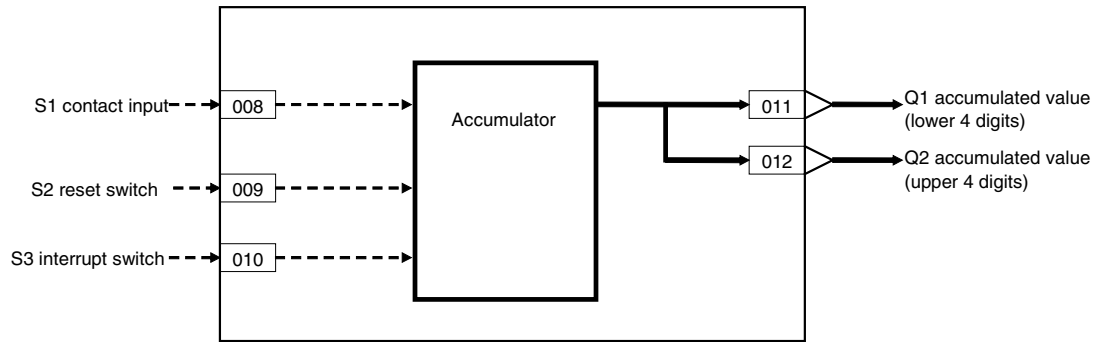 S1 contact input
008
Accumulator
011
Q1 accumulated value
(lower 4 digits)
012
Q2 accumulated value
(upper 4 digits)
S2 reset switch
009
S3 interrupt switch
010